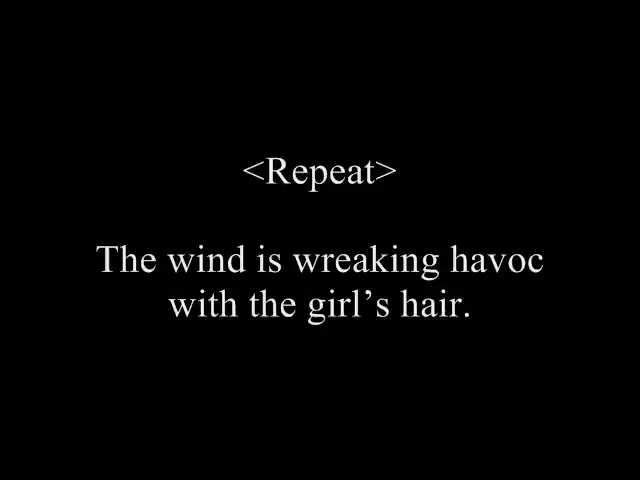 <Repeat>
The wind is wreaking havoc
with the girl’s hair.